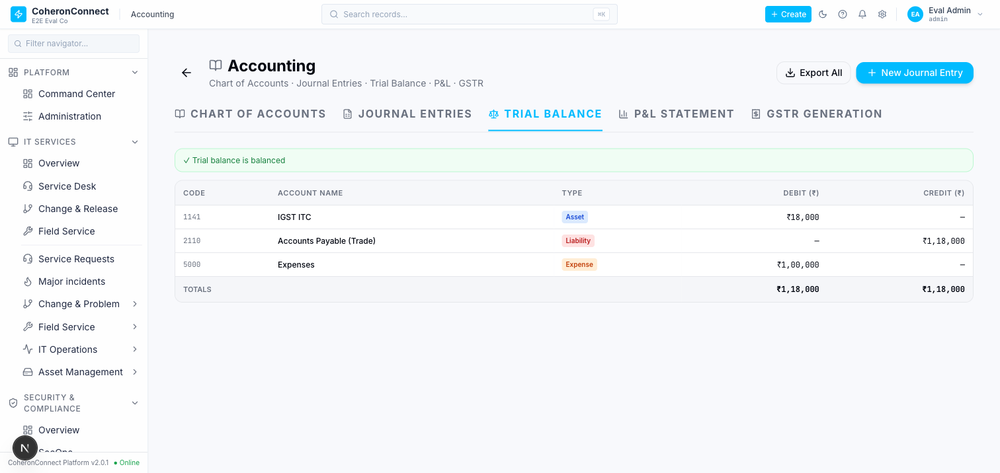 CoheronConnect
E2E Eval Co
Accounting
Search records...
⌘K
+ Create
EA
Eval Admin
admin
Filter navigator...
PLATFORM
Command Center
Administration
IT SERVICES
Overview
Service Desk
Change & Release
Field Service
Service Requests
Major incidents
Change & Problem
Field Service
IT Operations
Asset Management
SECURITY &
COMPLIANCE
Overview
SecOps
N
CoheronConnect Platform v2.0.1
● Online
Accounting
Chart of Accounts · Journal Entries · Trial Balance · P&L · GSTR
Export All
+ New Journal Entry
CHART OF ACCOUNTS
JOURNAL ENTRIES
TRIAL BALANCE
P&L STATEMENT
GSTR GENERATION
✓ Trial balance is balanced
CODE ACCOUNT NAME TYPE DEBIT (₹) CREDIT (₹)
1141 IGST ITC Asset ₹18,000 —
2110 Accounts Payable (Trade) Liability — ₹1,18,000
5000 Expenses Expense ₹1,00,000 —
TOTALS ₹1,18,000 ₹1,18,000